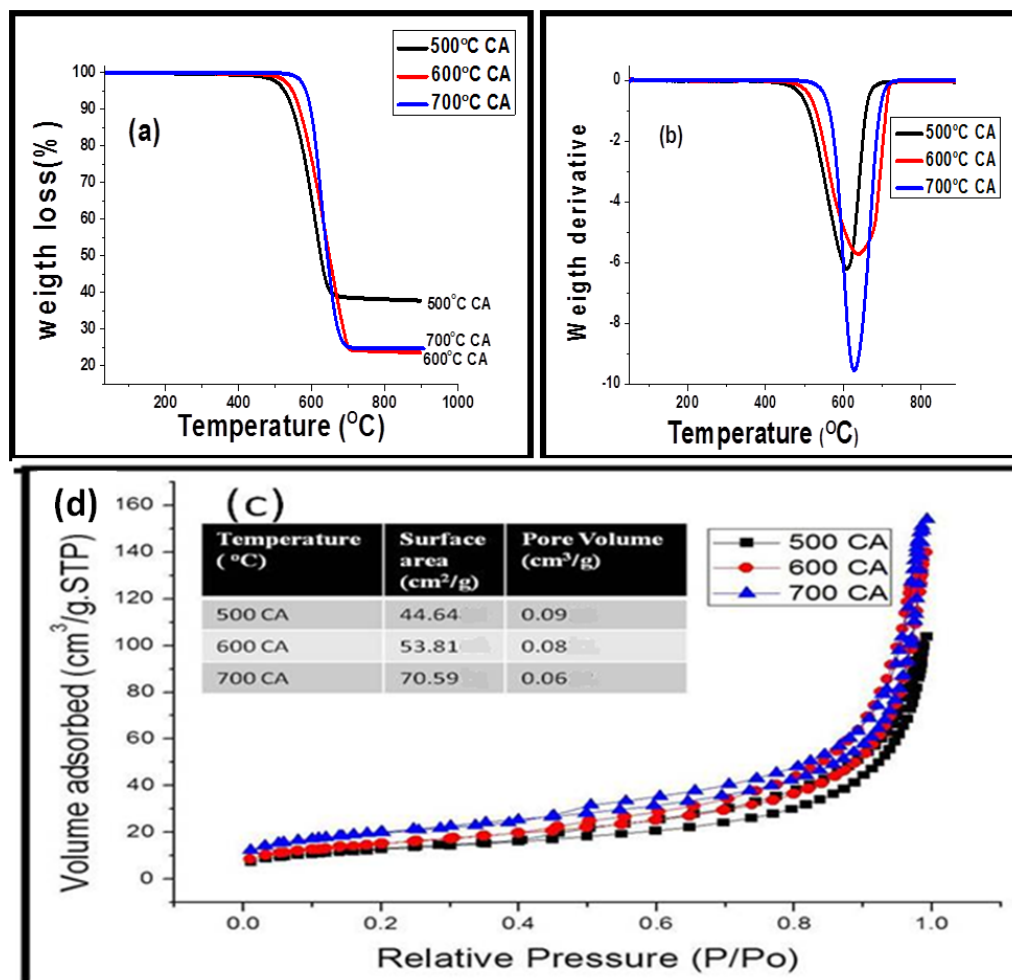 (a)
500°C CA
600°C CA
700°C CA
100
90
80
70
60
50
40
30
20
weigth loss(%)
500°C CA
700°C CA
600°C CA
200
400
600
800
1000
Temperature (°C)
(b)
500°C CA
600°C CA
700°C CA
0
-2
-4
-6
-8
-10
Weigth derivative
200
400
600
800
Temperature (°C)
(d)
(c)
Temperature (°C) Surface area (cm²/g) Pore Volume (cm³/g)
500 CA 44.64 0.09
600 CA 53.81 0.08
700 CA 70.59 0.06
500 CA
600 CA
700 CA
160
140
120
100
80
60
40
20
0
Volume adsorbed (cm³/g.STP)
0.0
0.2
0.4
0.6
0.8
1.0
Relative Pressure (P/Po)